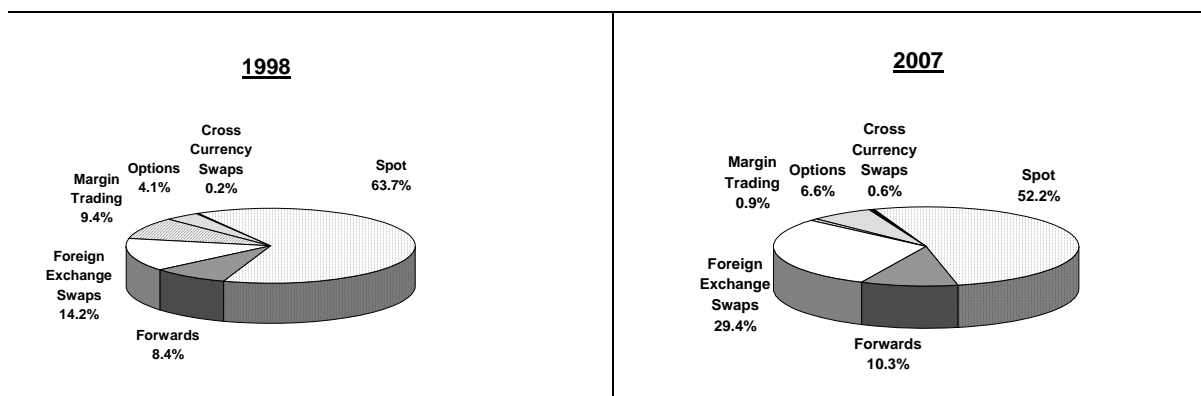 1998
Cross
Currency
Swaps
0.2%
Options
4.1%
Margin
Trading
9.4%
Spot
63.7%
Foreign
Exchange
Swaps
14.2%
Forwards
8.4%
2007
Cross
Currency
Swaps
0.6%
Options
6.6%
Margin
Trading
0.9%
Spot
52.2%
Foreign
Exchange
Swaps
29.4%
Forwards
10.3%